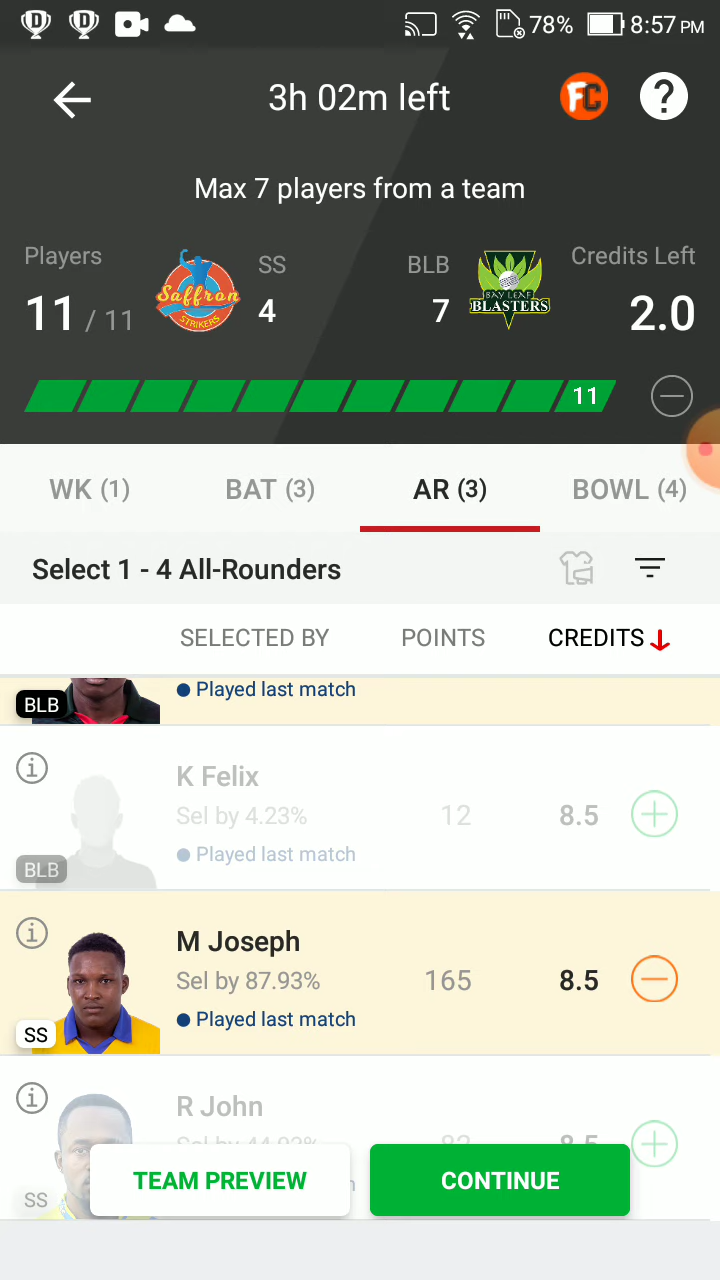 78% 8:57 PM
3h 02m left
FC ?
Max 7 players from a team
Players SS BLB Credits Left
11 / 11 4 7 2.0
Saffron
STRIKERS
BAY LEAF
BLASTERS
11
WK (1) BAT (3) AR (3) BOWL (4)
Select 1 - 4 All-Rounders
SELECTED BY POINTS CREDITS
BLB Played last match
K Felix
Sel by 4.23% 12 8.5
Played last match
BLB
M Joseph
Sel by 87.93% 165 8.5
Played last match
SS
R John
Sel by 8.5
SS
TEAM PREVIEW CONTINUE